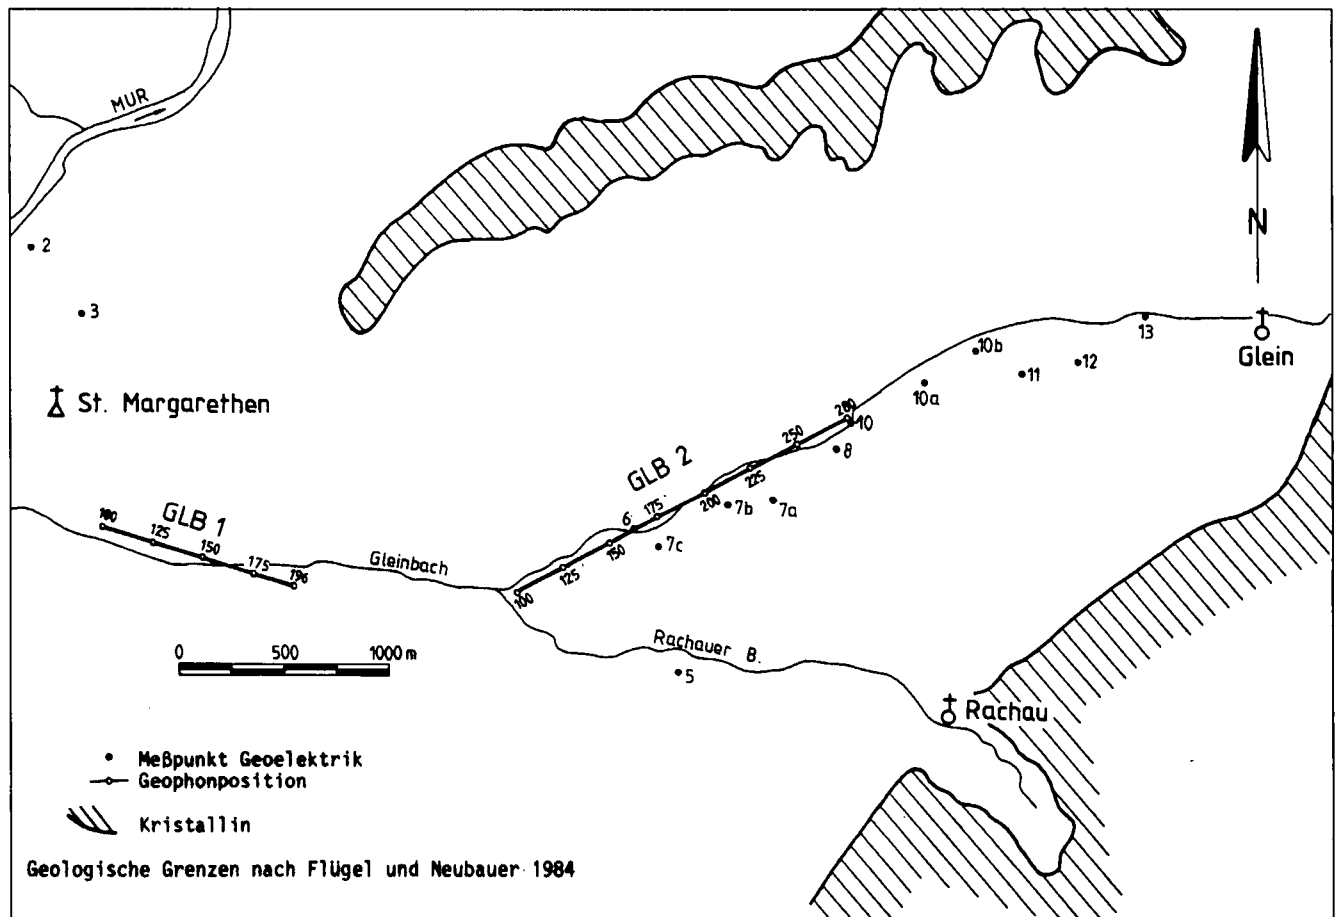 MUR
2
3
St. Margarethen
N
Glein
13
12
11
10b
10a
10
8
7a
7b
7c
6
5
GLB 1
100
125
150
175
196
GLB 2
100
125
150
175
200
225
250
280
Gleinbach
Rachauer B.
Rachau
0 500 1000 m
Meßpunkt Geoelektrik
Geophonposition
Kristallin
Geologische Grenzen nach Flügel und Neubauer 1984